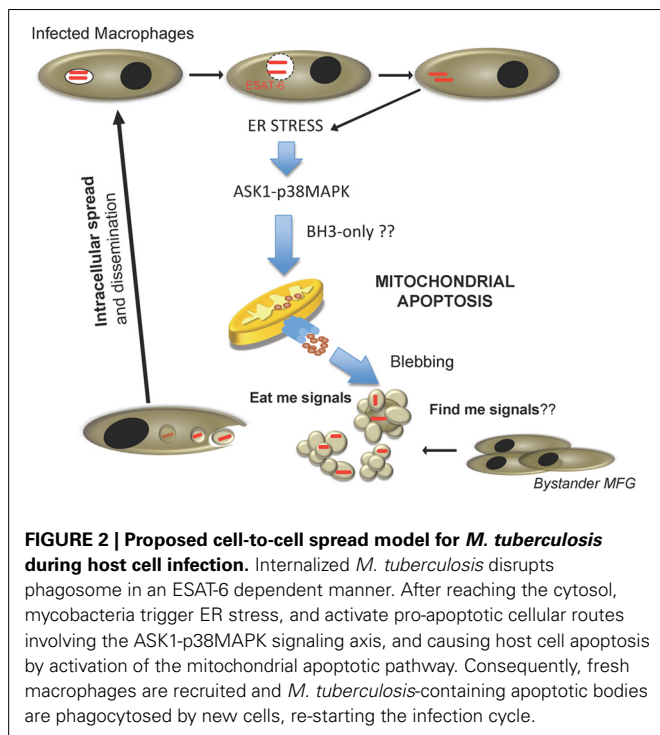 Infected Macrophages
ESAT-6
ER STRESS
ASK1-p38MAPK
BH3-only ??
MITOCHONDRIAL
APOPTOSIS
Intracellular spread
and dissemination
Blebbing
Eat me signals
Find me signals??
Bystander MFG
FIGURE 2 | Proposed cell-to-cell spread model for M. tuberculosis
during host cell infection. Internalized M. tuberculosis disrupts
phagosome in an ESAT-6 dependent manner. After reaching the cytosol,
mycobacteria trigger ER stress, and activate pro-apoptotic cellular routes
involving the ASK1-p38MAPK signaling axis, and causing host cell apoptosis
by activation of the mitochondrial apoptotic pathway. Consequently, fresh
macrophages are recruited and M. tuberculosis-containing apoptotic bodies
are phagocytosed by new cells, re-starting the infection cycle.